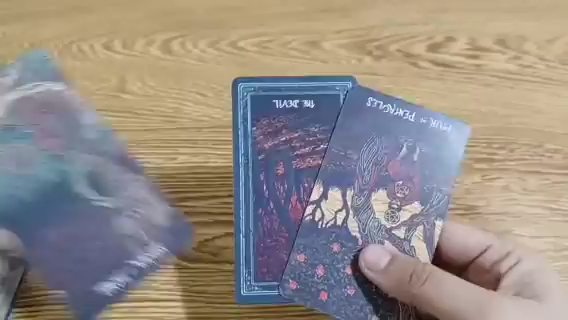 THE DEVIL
FOUR OF PENTACLES